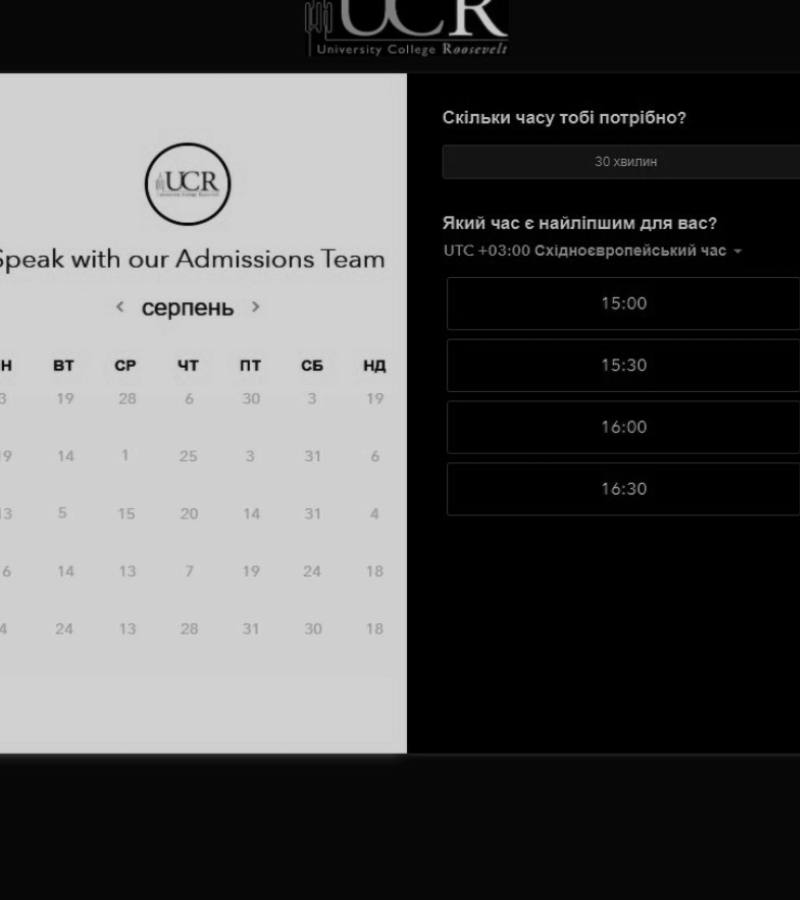 UCR
University College Roosevelt
UCR
Speak with our Admissions Team
серпень
Н ВТ СР ЧТ ПТ СБ НД
3 19 28 6 30 3 19
9 14 1 25 3 31 6
13 5 15 20 14 31 4
6 14 13 7 19 24 18
4 24 13 28 31 30 18
Скільки часу тобі потрібно?
30 хвилин
Який час є найліпшим для вас?
UTC +03:00 Східноєвропейський час
15:00
15:30
16:00
16:30